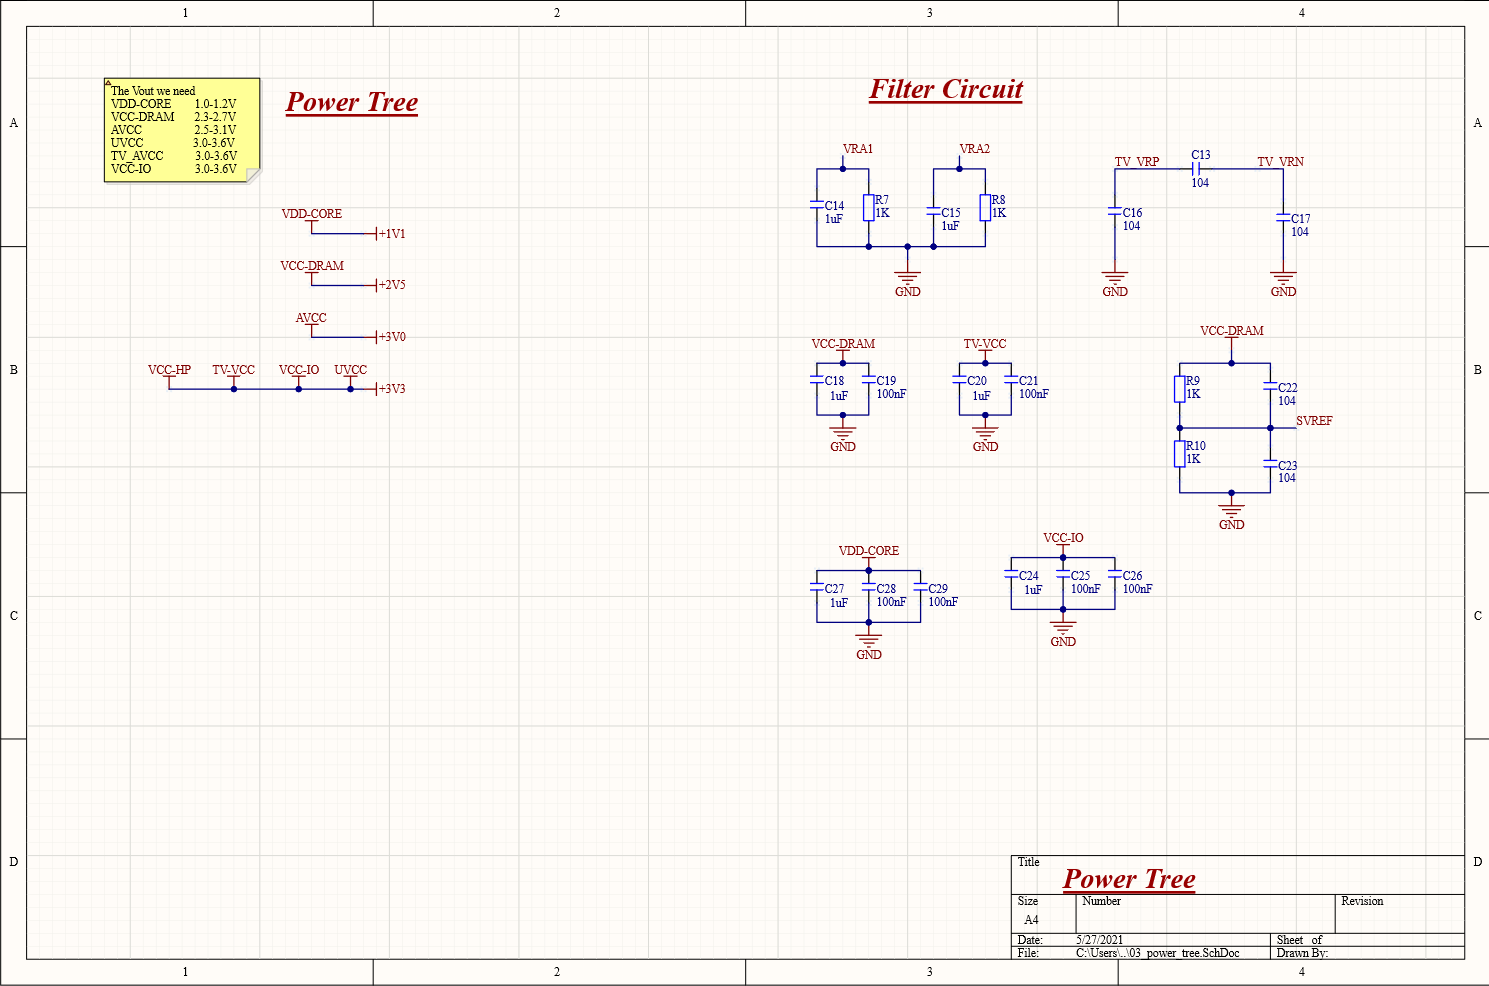 1 2 3 4
A A
B B
C C
D D
The Vout we need
VDD-CORE 1.0-1.2V
VCC-DRAM 2.3-2.7V
AVCC 2.5-3.1V
UVCC 3.0-3.6V
TV_AVCC 3.0-3.6V
VCC-IO 3.0-3.6V
Power Tree
VDD-CORE
+1V1
VCC-DRAM
+2V5
AVCC
+3V0
VCC-HP TV-VCC VCC-IO UVCC
+3V3
Filter Circuit
VRA1 VRA2
C14 R7 C15 R8
1uF 1K 1uF 1K
GND
TV_VRP C13 TV_VRN
104
C16 C17
104 104
GND GND
VCC-DRAM
C18 C19
1uF 100nF
GND
TV-VCC
C20 C21
1uF 100nF
GND
VCC-DRAM
R9 C22
1K 104
SVREF
R10 C23
1K 104
GND
VDD-CORE
C27 C28 C29
1uF 100nF 100nF
GND
VCC-IO
C24 C25 C26
1uF 100nF 100nF
GND
Title
Power Tree
Size Number Revision
A4
Date: 5/27/2021 Sheet of
File: C:\Users\..\03_power_tree.SchDoc Drawn By:
1 2 3 4